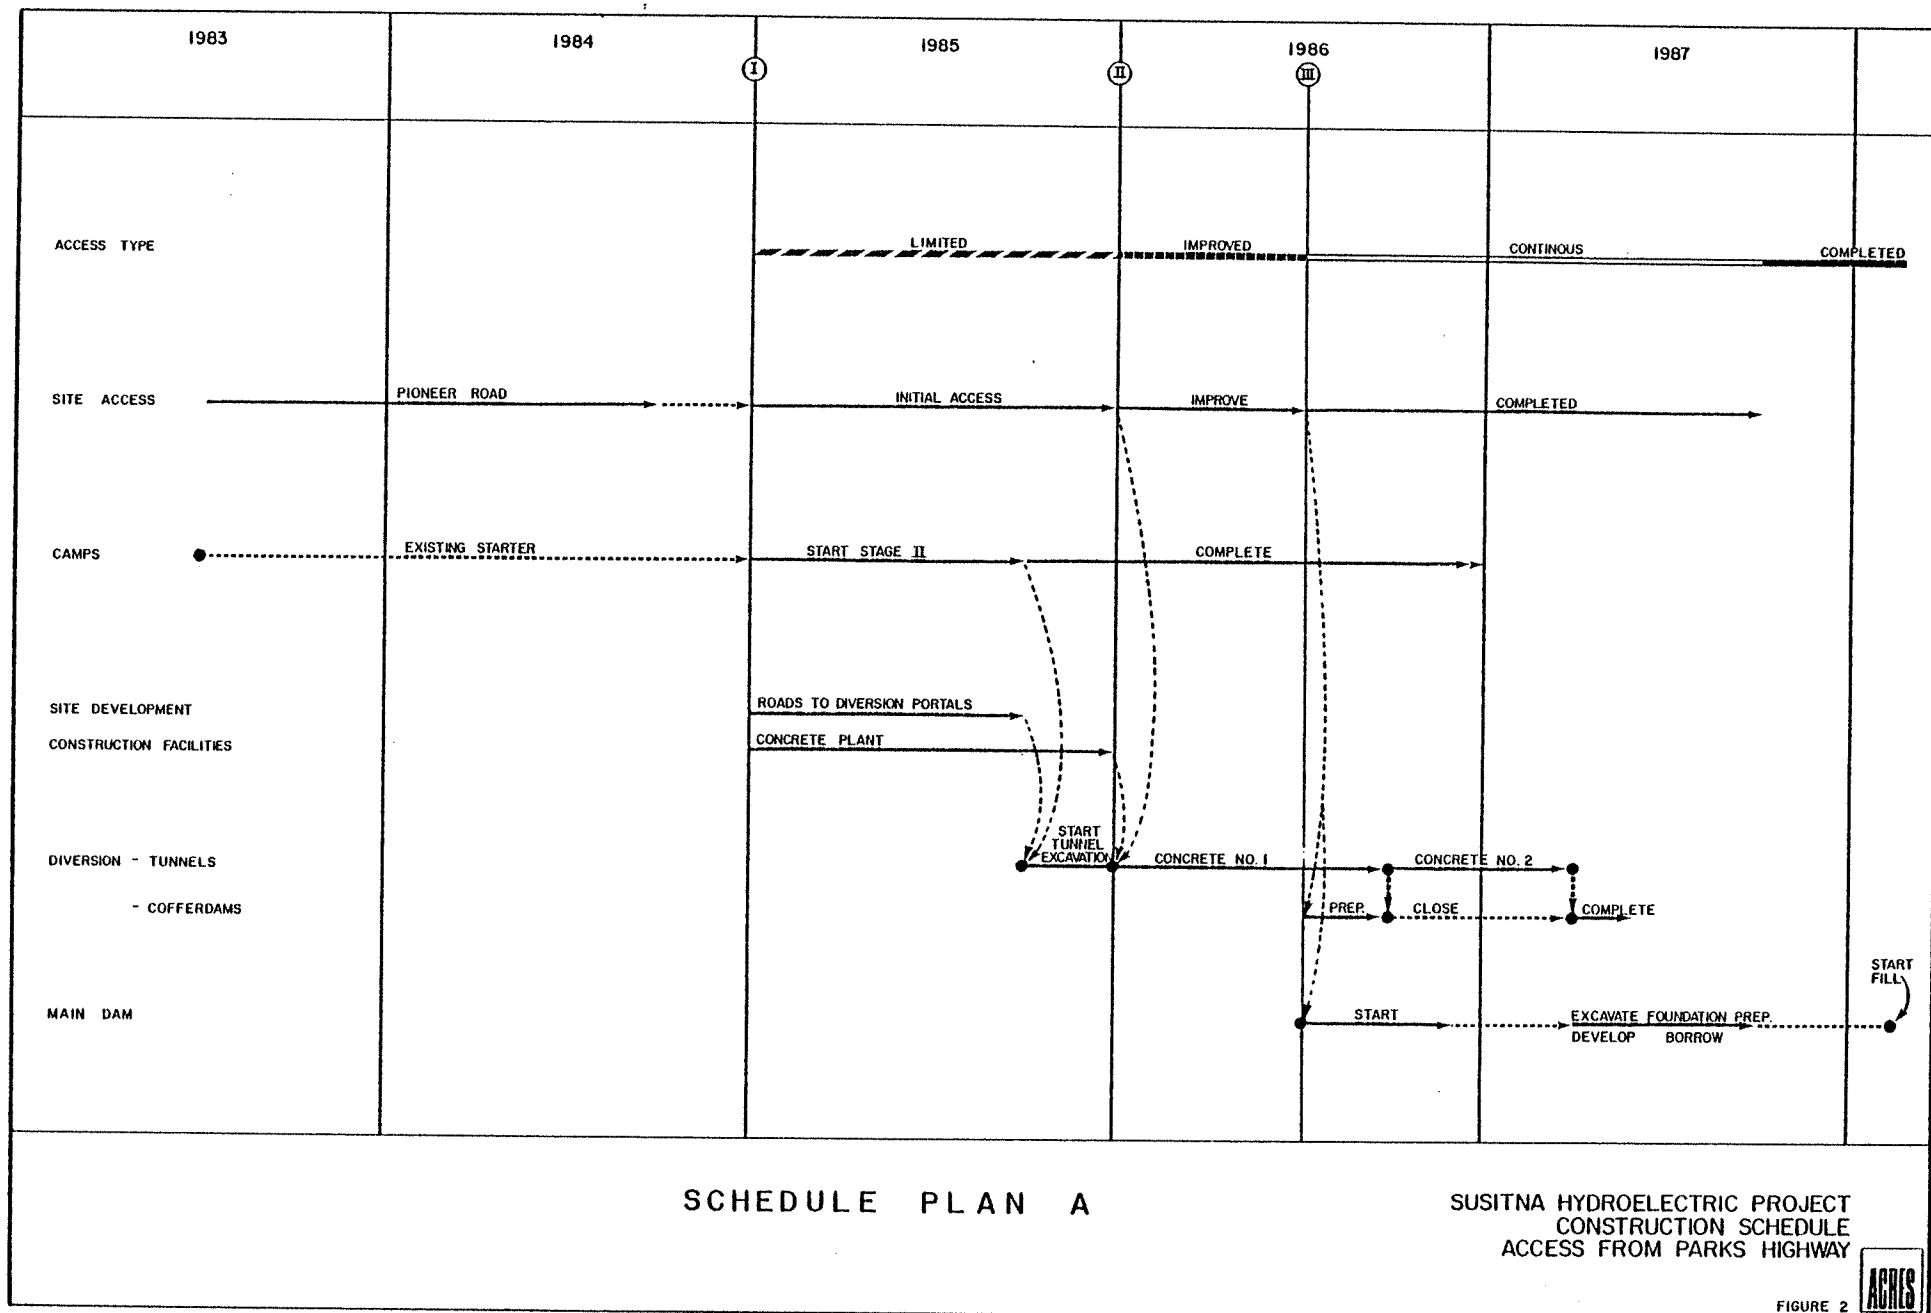 1983 1984 1985 1986 1987
I II III
ACCESS TYPE LIMITED IMPROVED CONTINOUS COMPLETED
SITE ACCESS PIONEER ROAD INITIAL ACCESS IMPROVE COMPLETED
CAMPS EXISTING STARTER START STAGE II COMPLETE
SITE DEVELOPMENT ROADS TO DIVERSION PORTALS
CONSTRUCTION FACILITIES CONCRETE PLANT
START
TUNNEL
EXCAVATION
DIVERSION - TUNNELS CONCRETE NO. 1 CONCRETE NO. 2
- COFFERDAMS PREP. CLOSE COMPLETE
START
FILL
MAIN DAM START EXCAVATE FOUNDATION PREP.
DEVELOP BORROW
SCHEDULE PLAN A
SUSITNA HYDROELECTRIC PROJECT
CONSTRUCTION SCHEDULE
ACCESS FROM PARKS HIGHWAY
ACRES
FIGURE 2